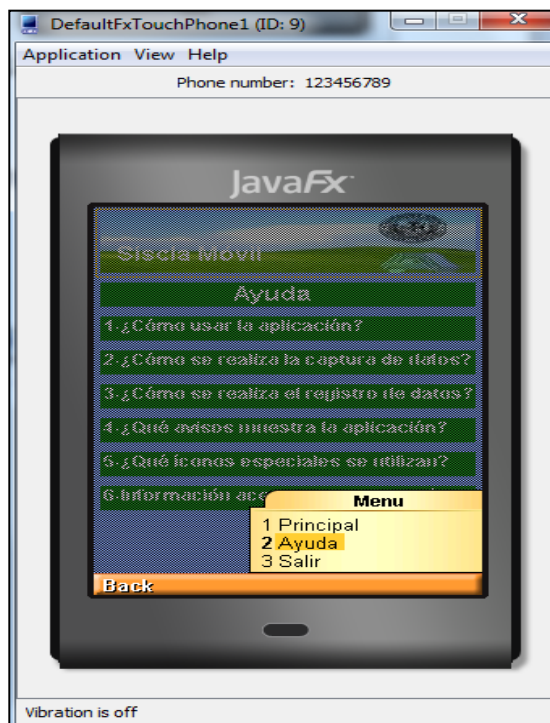 DefaultFxTouchPhone1 (ID: 9)
Application View Help
Phone number: 123456789
JavaFx
Siscia Móvil
Ayuda
1-¿Cómo usar la aplicación?
2-¿Cómo se realiza la captura de datos?
3-¿Cómo se realiza el registro de datos?
4-¿Qué avisos muestra la aplicación?
5-¿Qué íconos especiales se utilizan?
6-Información
Menu
1 Principal
2 Ayuda
3 Salir
Back
Vibration is off